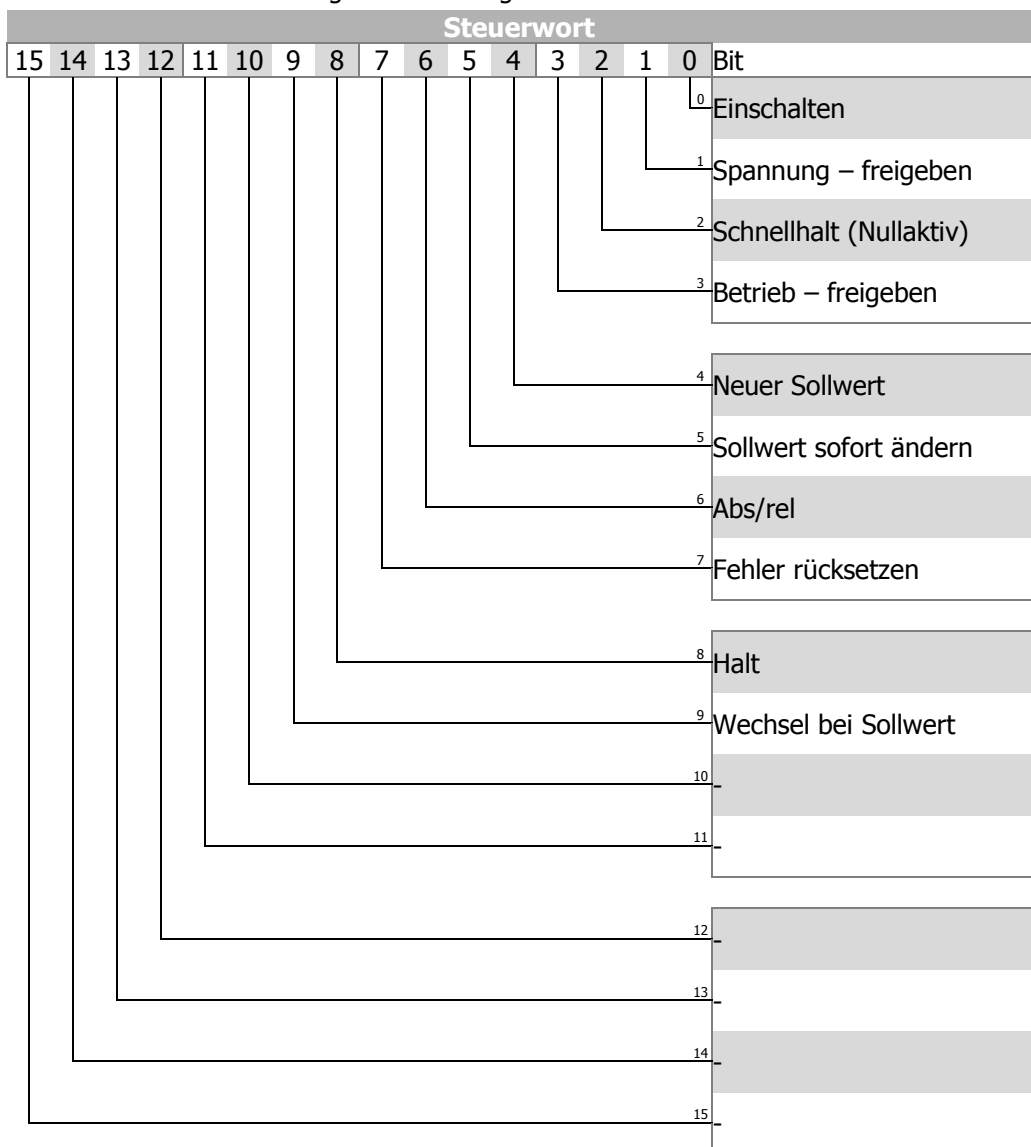 Steuerwort
15 14 13 12 11 10 9 8 7 6 5 4 3 2 1 0 Bit
0 Einschalten
1 Spannung – freigeben
2 Schnellhalt (Nullaktiv)
3 Betrieb – freigeben
4 Neuer Sollwert
5 Sollwert sofort ändern
6 Abs/rel
7 Fehler rücksetzen
8 Halt
9 Wechsel bei Sollwert
10 -
11 -
12 -
13 -
14 -
15 -